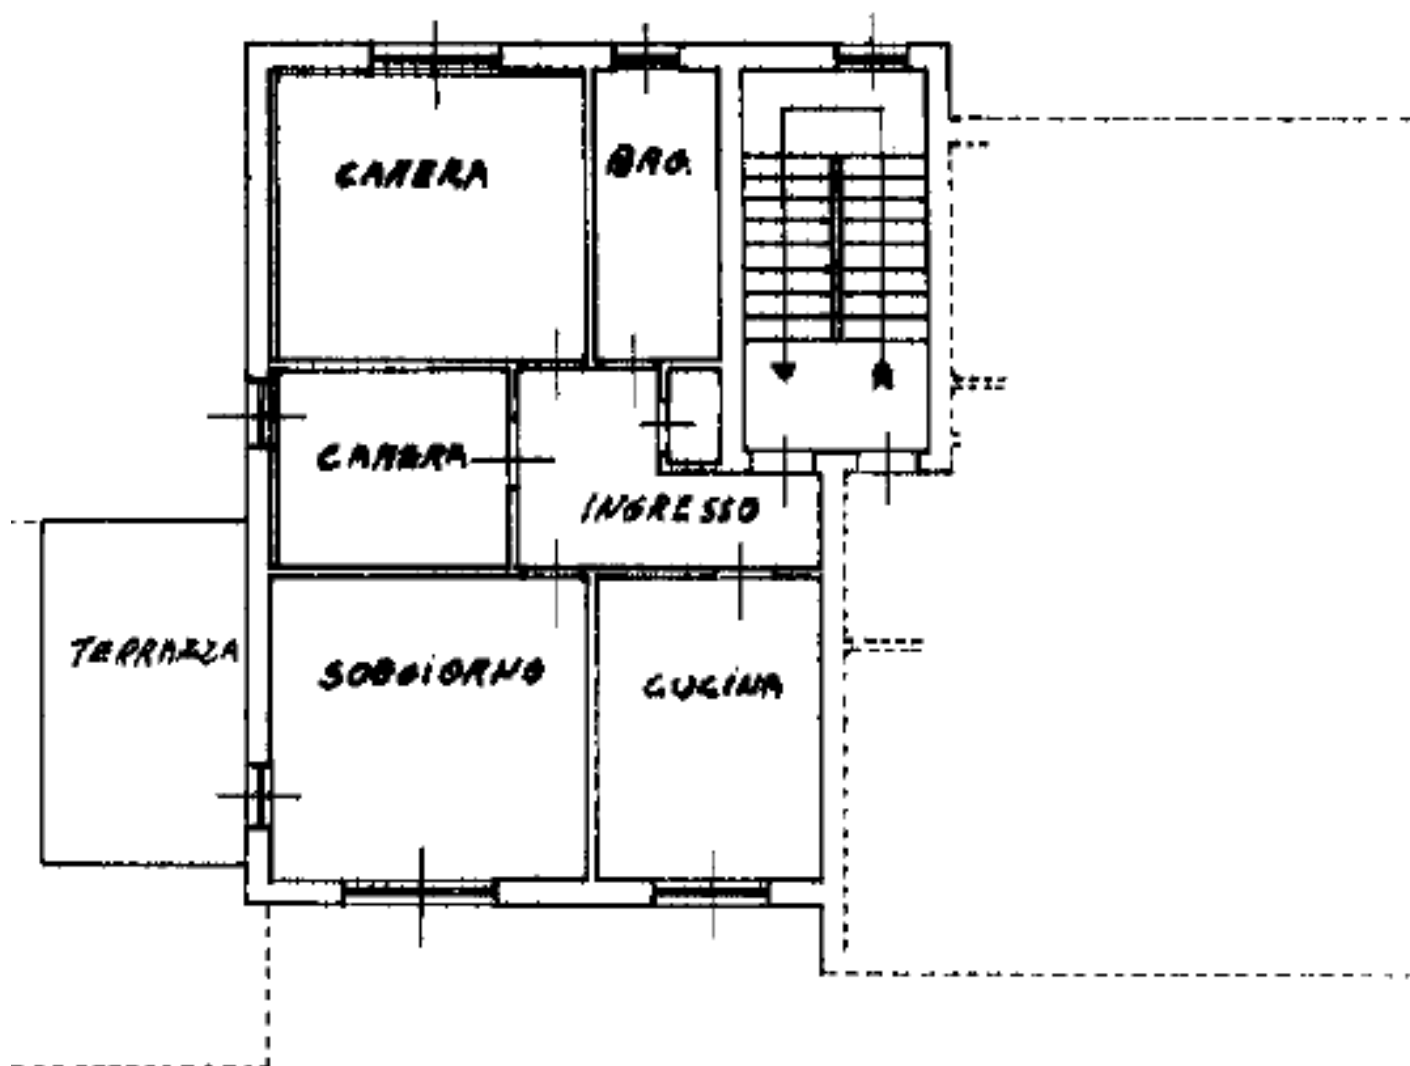 CAMERA
BAG.
CAMERA
INGRESSO
TERRAZZA
SOGGIORNO
CUCINA